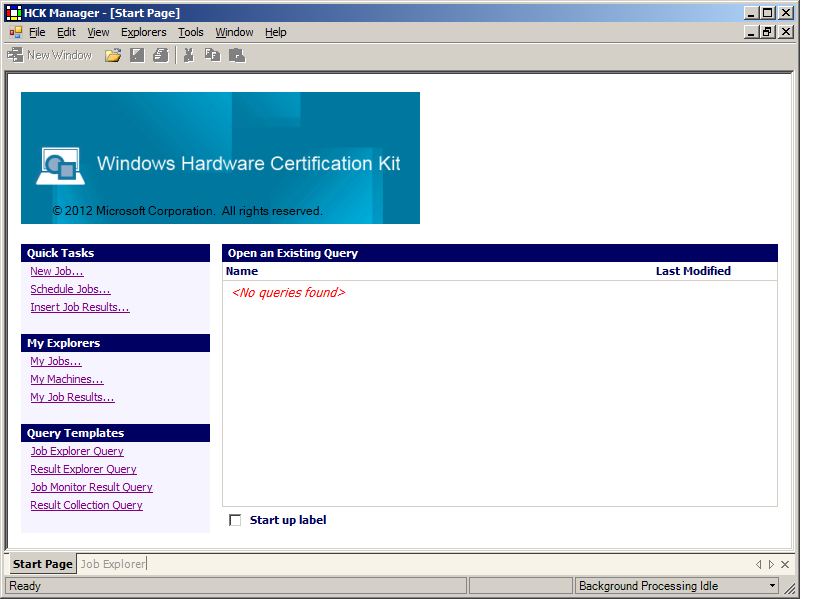 HCK Manager - [Start Page]
File Edit View Explorers Tools Window Help
New Window
Windows Hardware Certification Kit
© 2012 Microsoft Corporation. All rights reserved.
Quick Tasks
New Job...
Schedule Jobs...
Insert Job Results...
My Explorers
My Jobs...
My Machines...
My Job Results...
Query Templates
Job Explorer Query
Result Explorer Query
Job Monitor Result Query
Result Collection Query
Open an Existing Query
Name Last Modified
<No queries found>
Start up label
Start Page Job Explorer
Ready Background Processing Idle